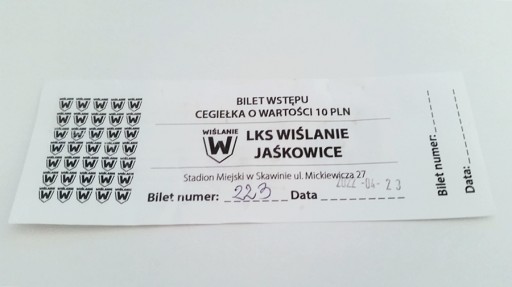 BILET WSTĘPU
CEGIEŁKA O WARTOŚCI 10 PLN
WIŚLANIE
W
LKS WIŚLANIE
JAŚKOWICE
Stadion Miejski w Skawinie ul. Mickiewicza 27
Bilet numer: 223 Data 2022-04-23
Bilet numer:
Data: